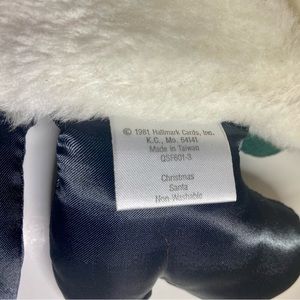 © 1981 Hallmark Cards, Inc.
K.C., Mo. 64141
Made in Taiwan
QSF601-3
Christmas
Santa
Non-Washable